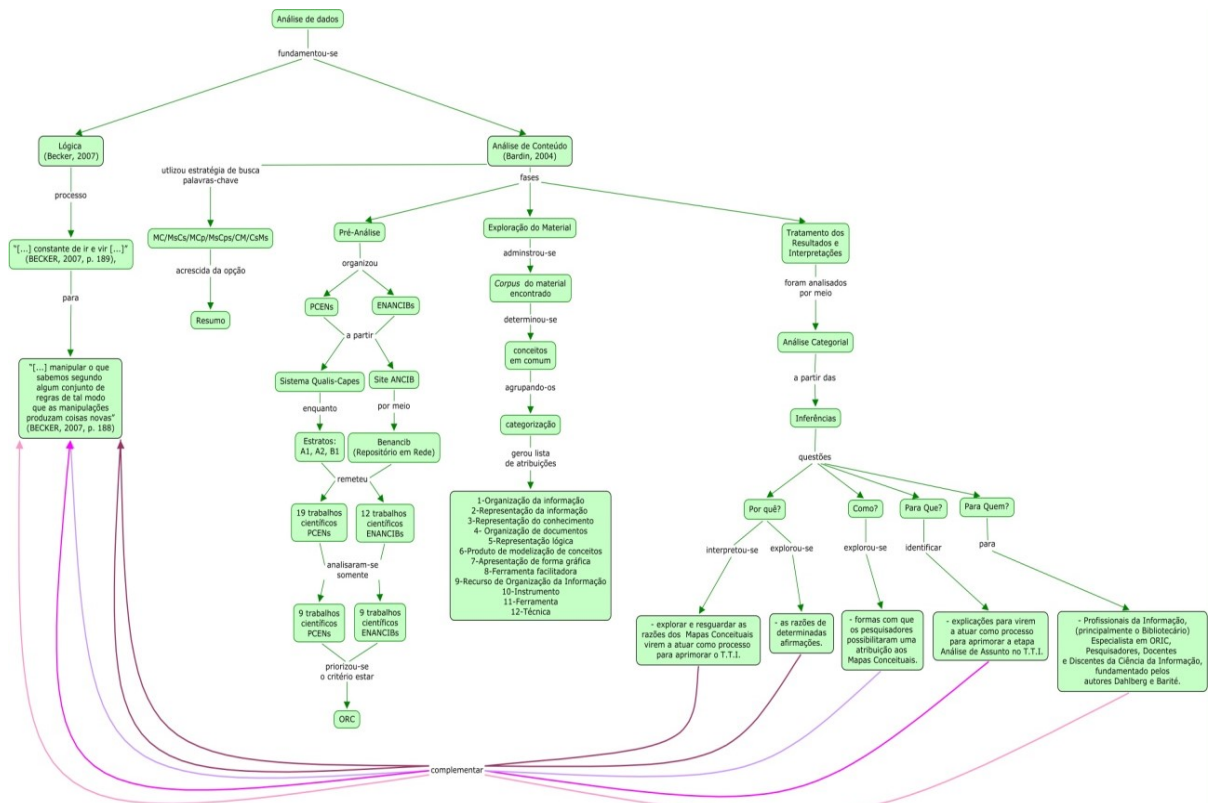 Análise de dados
fundamentou-se
Lógica
(Becker, 2007)
processo
"[...] constante de ir e vir [...]"
(BECKER, 2007, p. 189),
para
"[...] manipular o que
sabemos segundo
algum conjunto de
regras de tal modo
que as manipulações
produzam coisas novas"
(BECKER, 2007, p. 188)
Análise de Conteúdo
(Bardin, 2004)
utlizou estratégia de busca
palavras-chave
MC/MsCs/MCp/MsCps/CM/CsMs
acrescida da opção
Resumo
fases
Pré-Análise
organizou
PCENs
ENANCIBs
a partir
Sistema Qualis-Capes
Site ANCIB
enquanto
por meio
Estratos:
A1, A2, B1
Benancib
(Repositório em Rede)
remeteu
19 trabalhos
científicos
PCENs
12 trabalhos
científicos
ENANCIBs
analisaram-se
somente
9 trabalhos
científicos
PCENs
9 trabalhos
científicos
ENANCIBs
priorizou-se
o critério estar
ORC
Exploração do Material
adminstrou-se
Corpus do material
encontrado
determinou-se
conceitos
em comum
agrupando-os
categorização
gerou lista
de atribuições
1-Organização da informação
2-Representação da informação
3-Representação do conhecimento
4- Organização de documentos
5-Representação lógica
6-Produto de modelização de conceitos
7-Apresentação de forma gráfica
8-Ferramenta facilitadora
9-Recurso de Organização da Informação
10-Instrumento
11-Ferramenta
12-Técnica
Tratamento dos
Resultados e
Interpretações
foram analisados
por meio
Análise Categorial
a partir das
Inferências
questões
Por quê?
Como?
Para Que?
Para Quem?
interpretou-se
explorou-se
explorou-se
identificar
para
- explorar e resguardar as
razões dos Mapas Conceituais
virem a atuar como processo
para aprimorar o T.T.I.
- as razões de
determinadas
afirmações.
- formas com que
os pesquisadores
possibilitaram uma
atribuição aos
Mapas Conceituais.
- explicações para virem
a atuar como processo
para aprimorar a etapa
Análise de Assunto no T.T.I.
- Profissionais da Informação,
(principalmente o Bibliotecário)
Especialista em ORIC,
Pesquisadores, Docentes
e Discentes da Ciência da Informação,
fundamentado pelos
autores Dahlberg e Barité.
complementar